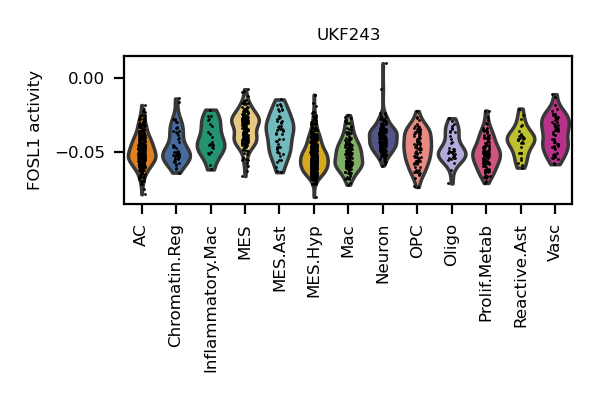 UKF243
FOSL1 activity
0.00
−0.05
AC
Chromatin.Reg
Inflammatory.Mac
MES
MES.Ast
MES.Hyp
Mac
Neuron
OPC
Oligo
Prolif.Metab
Reactive.Ast
Vasc